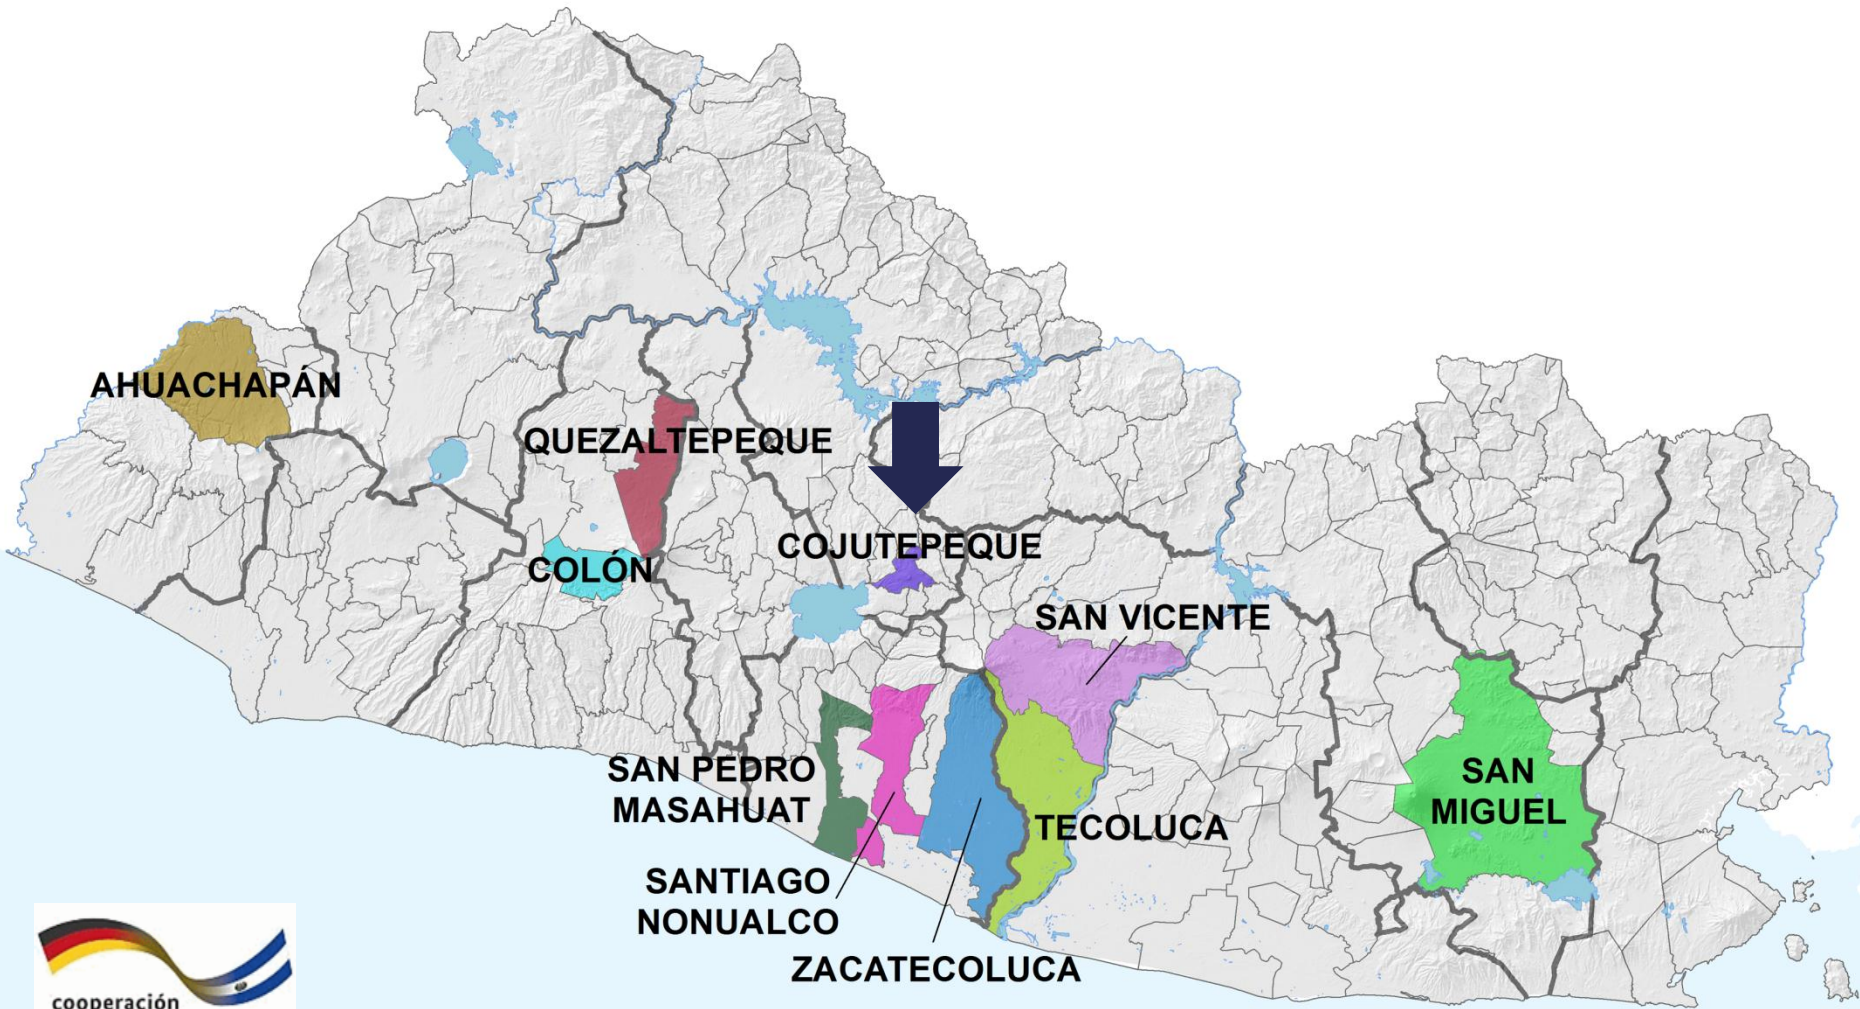 AHUACHAPÁN
QUEZALTEPEQUE
COLÓN
COJUTEPEQUE
SAN VICENTE
SAN PEDRO
MASAHUAT
SAN
MIGUEL
TECOLUCA
SANTIAGO
NONUALCO
ZACATECOLUCA
cooperación